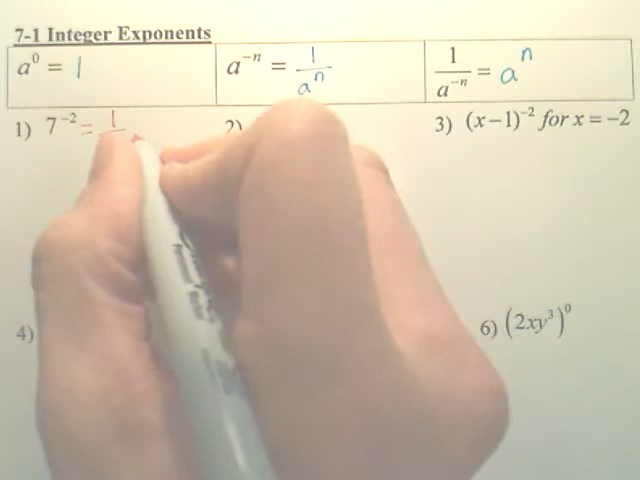 7-1 Integer Exponents
a⁰ = 1
a⁻ⁿ = 1/aⁿ
1/a⁻ⁿ = aⁿ
1) 7⁻² = 1/
2)
3) (x−1)⁻² for x = −2
4)
6) (2xy³)⁰